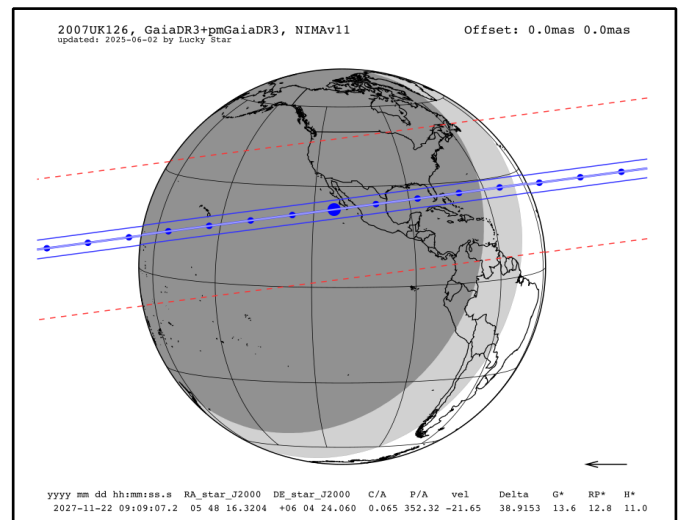 2007UK126, GaiaDR3+pmGaiaDR3, NIMAv11 Offset: 0.0mas 0.0mas
updated: 2025-06-02 by Lucky Star
yyyy mm dd hh:mm:ss.s RA_star_J2000 DE_star_J2000 C/A P/A vel Delta G* RP* H*
2027-11-22 09:09:07.2 05 48 16.3204 +06 04 24.060 0.065 352.32 -21.65 38.9153 13.6 12.8 11.0